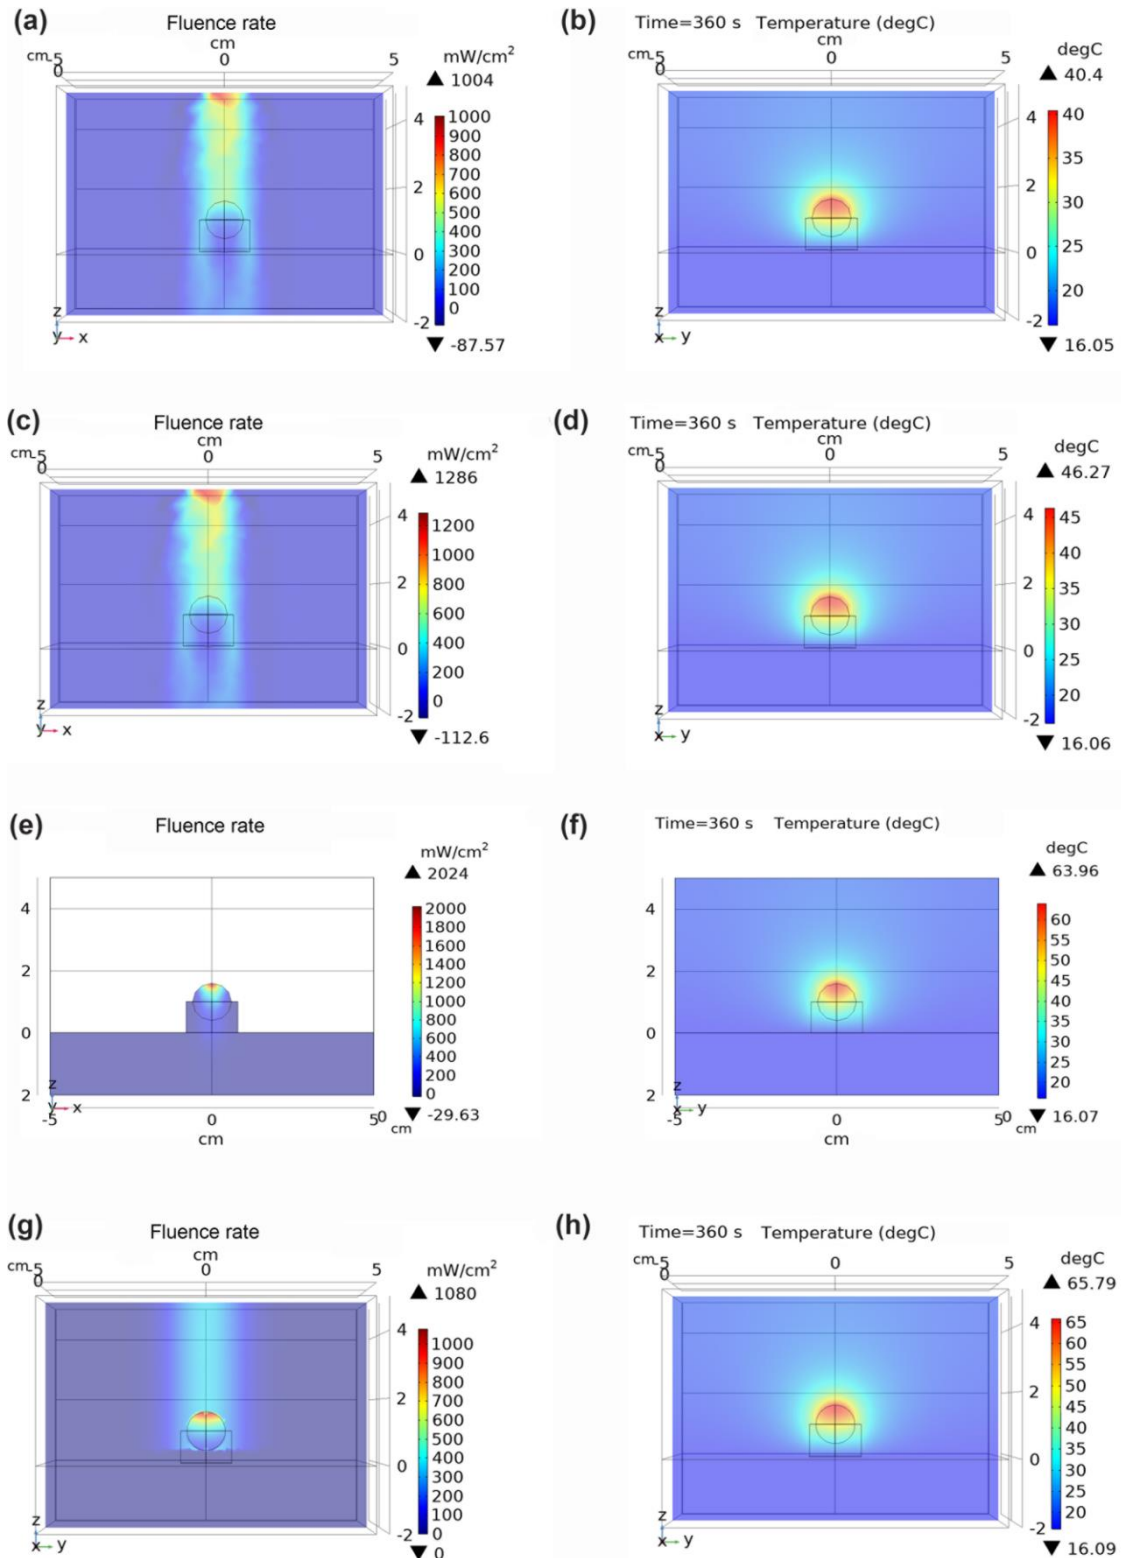 (a)
Fluence rate
cm
cm-5
0
0
5
mW/cm²
▲ 1004
1000
900
800
700
600
500
400
300
200
100
0
▼ -87.57
4
2
0
-2
z
y x
(b)
Time=360 s Temperature (degC)
cm
cm-5
0
0
5
degC
▲ 40.4
40
35
30
25
20
▼ 16.05
4
2
0
-2
z
x y
(c)
Fluence rate
cm
cm-5
0
0
5
mW/cm²
▲ 1286
1200
1000
800
600
400
200
0
▼ -112.6
4
2
0
-2
z
y x
(d)
Time=360 s Temperature (degC)
cm
cm-5
0
0
5
degC
▲ 46.27
45
40
35
30
25
20
▼ 16.06
4
2
0
-2
z
x y
(e)
Fluence rate
mW/cm²
▲ 2024
2000
1800
1600
1400
1200
1000
800
600
400
200
0
▼ -29.63
4
2
0
2
z
y x
-5
0
5
0
cm
cm
(f)
Time=360 s Temperature (degC)
degC
▲ 63.96
60
55
50
45
40
35
30
25
20
▼ 16.07
4
2
0
2
z
x y
-5
0
5
0
cm
cm
(g)
Fluence rate
cm
cm-5
0
0
5
mW/cm²
▲ 1080
1000
900
800
700
600
500
400
300
200
100
0
▼ 0
4
2
0
-2
z
x y
(h)
Time=360 s Temperature (degC)
cm
cm-5
0
0
5
degC
▲ 65.79
65
60
55
50
45
40
35
30
25
20
▼ 16.09
4
2
0
-2
z
x y